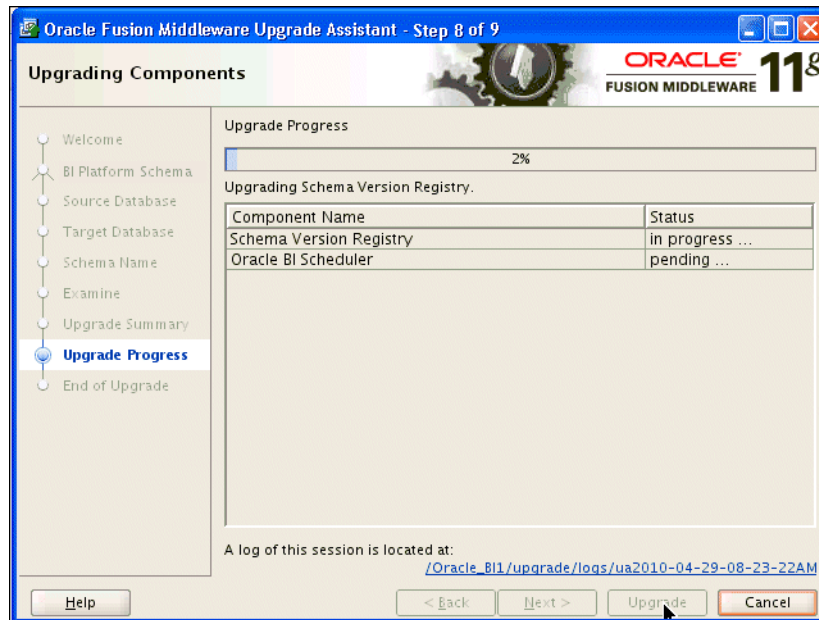 Oracle Fusion Middleware Upgrade Assistant - Step 8 of 9
Upgrading Components
ORACLE
FUSION MIDDLEWARE 11g
Welcome
BI Platform Schema
Source Database
Target Database
Schema Name
Examine
Upgrade Summary
Upgrade Progress
End of Upgrade
Upgrade Progress
2%
Upgrading Schema Version Registry.
Component Name Status
Schema Version Registry in progress ...
Oracle BI Scheduler pending ...
A log of this session is located at:
/Oracle_BI1/upgrade/logs/ua2010-04-29-08-23-22AM
Help < Back Next > Upgrade Cancel